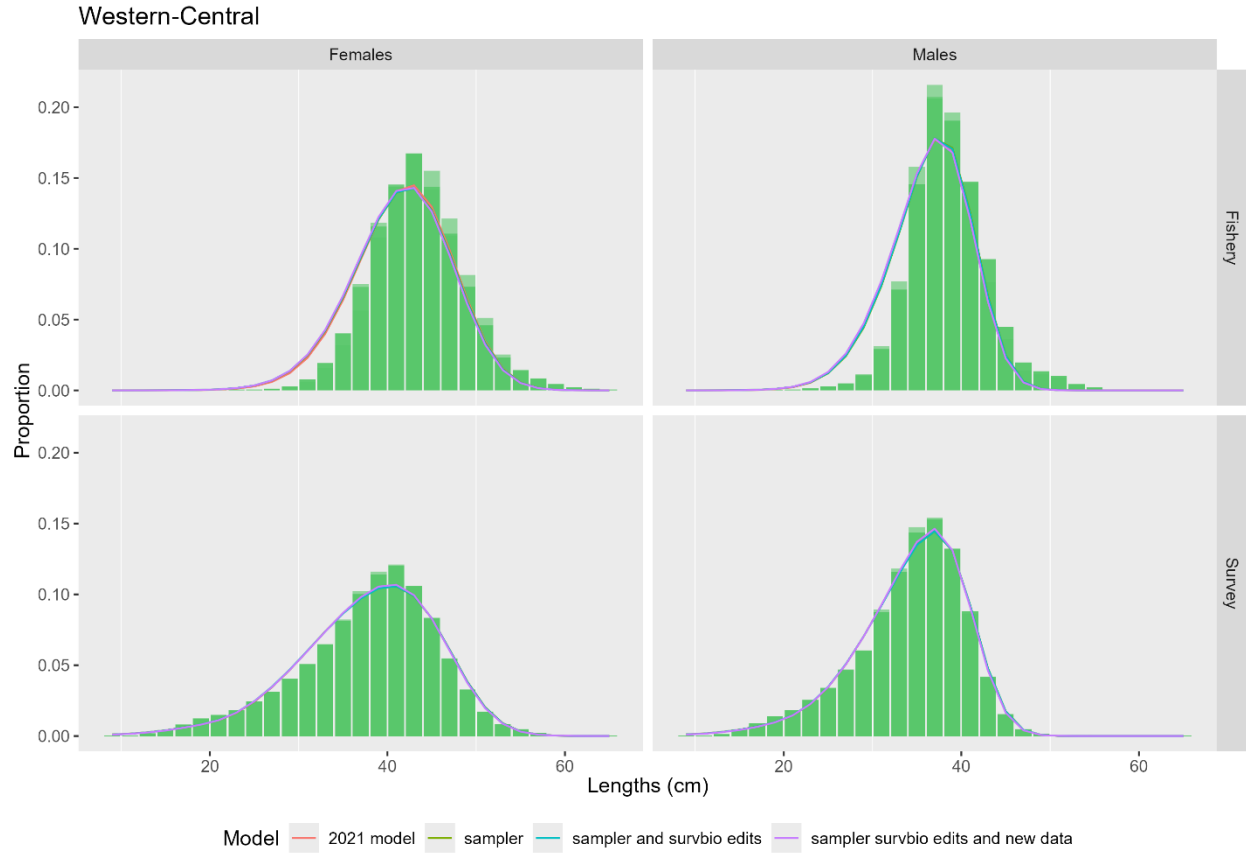 Western-Central
Females
Males
0.20
0.15
0.10
0.05
0.00
Fishery
Proportion
0.20
0.15
0.10
0.05
0.00
Survey
20
40
60
20
40
60
Lengths (cm)
Model 2021 model sampler sampler and survbio edits sampler survbio edits and new data